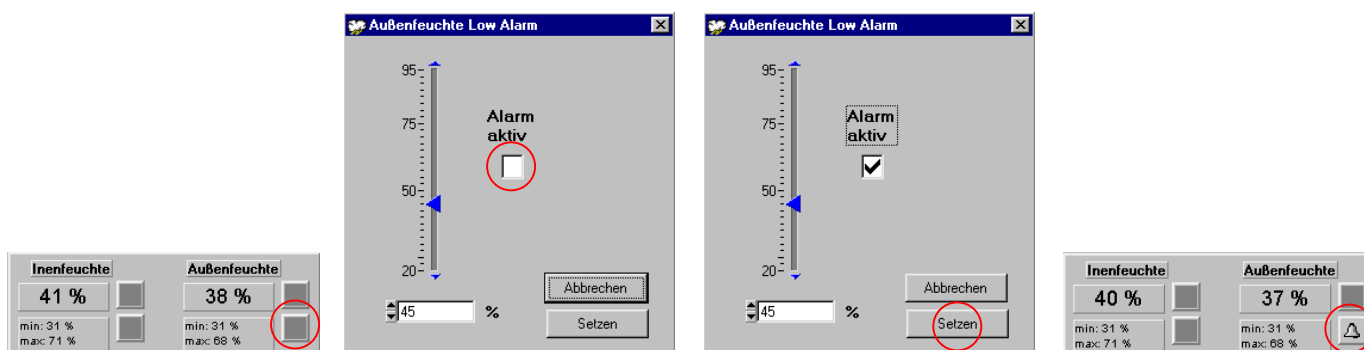 Inenfeuchte
41 %
min: 31 %
max: 71 %
Außenfeuchte
38 %
min: 31 %
max: 68 %
Außenfeuchte Low Alarm
95
75
50
20
Alarm
aktiv
45 %
Abbrechen
Setzen
Außenfeuchte Low Alarm
95
75
50
20
Alarm
aktiv
45 %
Abbrechen
Setzen
Inenfeuchte
40 %
min: 31 %
max: 71 %
Außenfeuchte
37 %
min: 31 %
max: 68 %